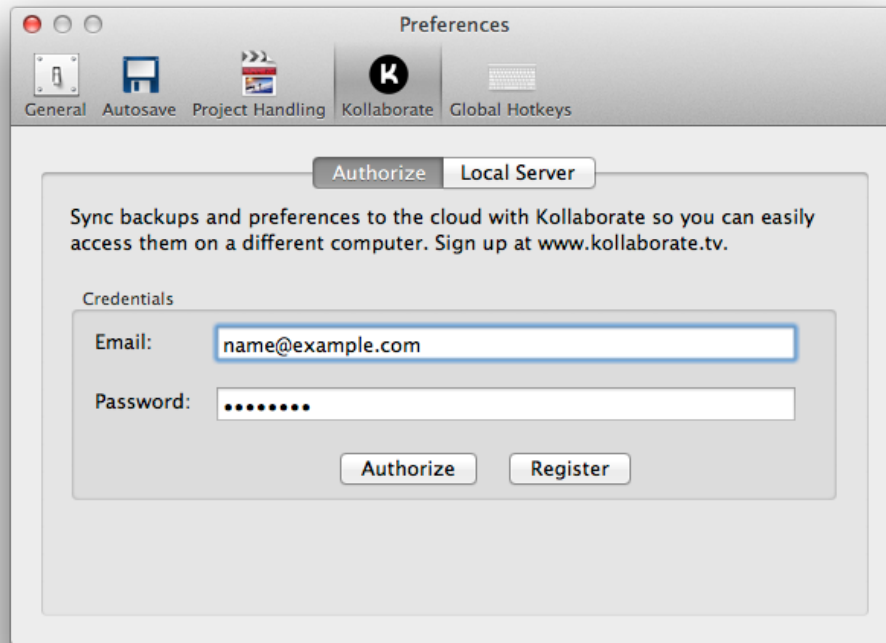 Preferences
General Autosave Project Handling Kollaborate Global Hotkeys
Authorize Local Server
Sync backups and preferences to the cloud with Kollaborate so you can easily
access them on a different computer. Sign up at www.kollaborate.tv.
Credentials
Email: name@example.com
Password: ••••••••
Authorize Register